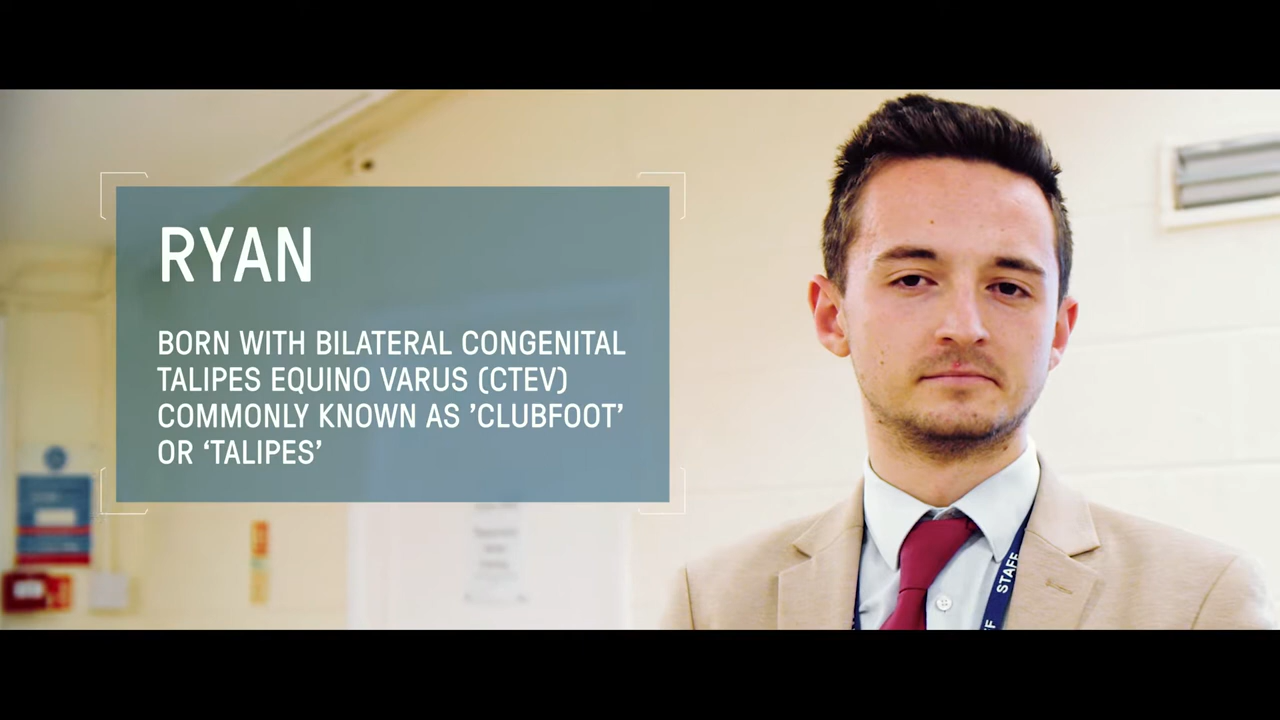 RYAN
BORN WITH BILATERAL CONGENITAL
TALIPES EQUINO VARUS (CTEV)
COMMONLY KNOWN AS ’CLUBFOOT’
OR ‘TALIPES’
STAFF